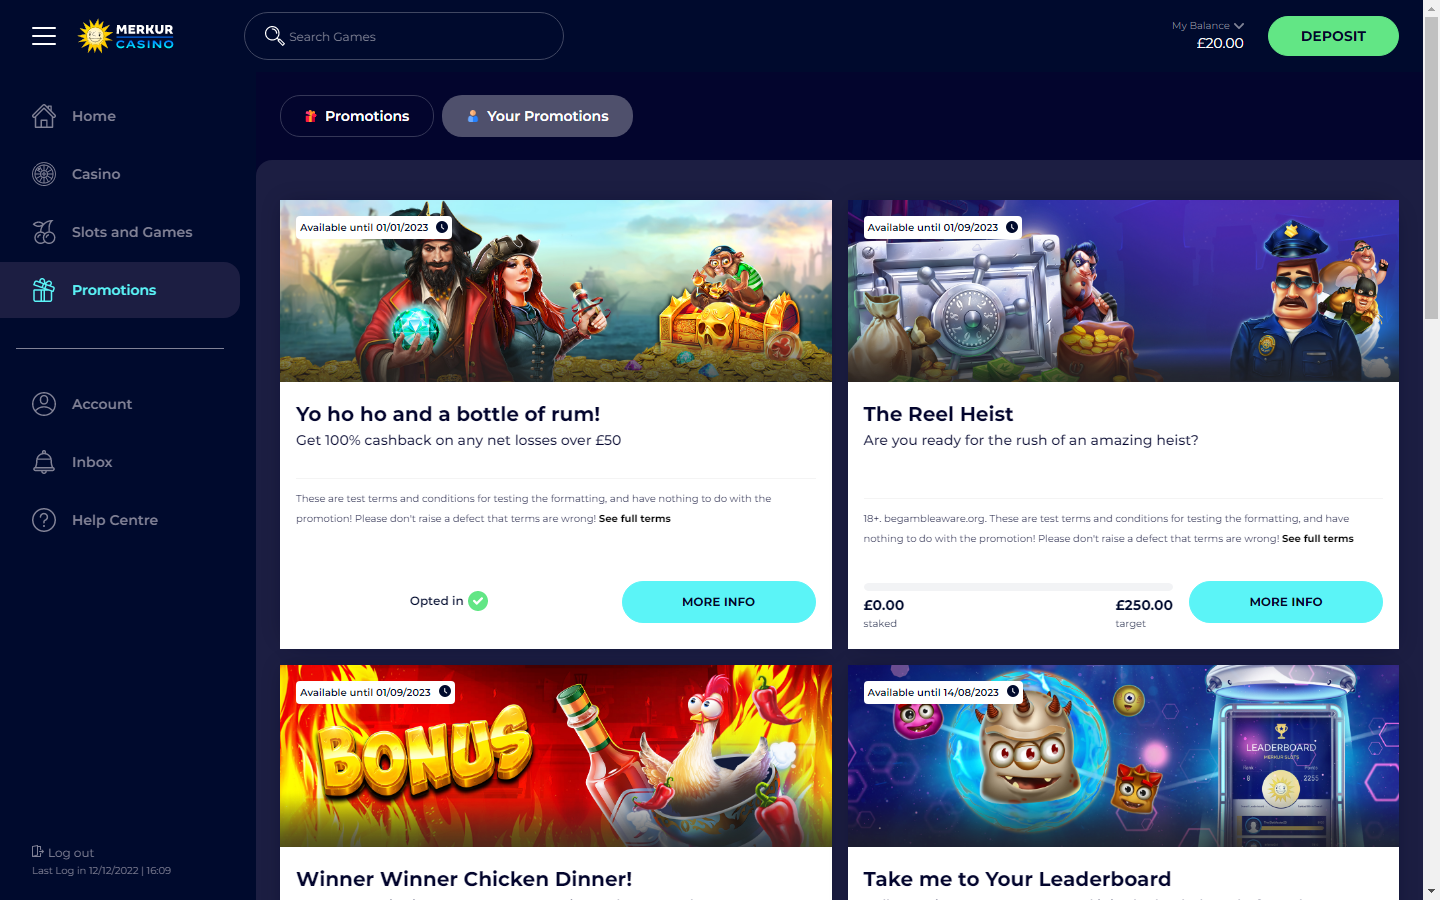 MERKUR
CASINO
Search Games
My Balance
£20.00
DEPOSIT
Home
Casino
Slots and Games
Promotions
Account
Inbox
Help Centre
Log out
Last Log in 12/12/2022 | 16:09
Promotions
Your Promotions
Available until 01/01/2023
Yo ho ho and a bottle of rum!
Get 100% cashback on any net losses over £50
These are test terms and conditions for testing the formatting, and have nothing to do with the
promotion! Please don't raise a defect that terms are wrong! See full terms
Opted in
MORE INFO
Available until 01/09/2023
The Reel Heist
Are you ready for the rush of an amazing heist?
18+. begambleaware.org. These are test terms and conditions for testing the formatting, and have
nothing to do with the promotion! Please don't raise a defect that terms are wrong! See full terms
£0.00
staked
£250.00
target
MORE INFO
Available until 01/09/2023
BONUS
Winner Winner Chicken Dinner!
Available until 14/08/2023
LEADERBOARD
MERKUR SLOTS
8
2255
Take me to Your Leaderboard